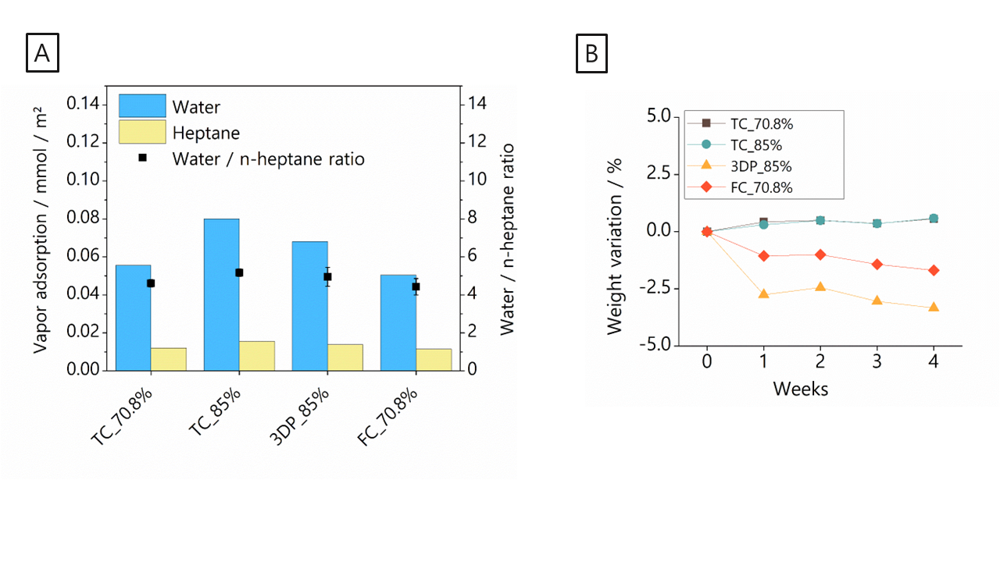 A
Vapor adsorption / mmol / m²
0.14
0.12
0.10
0.08
0.06
0.04
0.02
0.00
Water
Heptane
Water / n-heptane ratio
14
12
10
8
6
4
2
0
Water / n-heptane ratio
TC_70.8%
TC_85%
3DP_85%
FC_70.8%
B
Weight variation / %
5.0
2.5
0.0
-2.5
-5.0
TC_70.8%
TC_85%
3DP_85%
FC_70.8%
0
1
2
3
4
Weeks